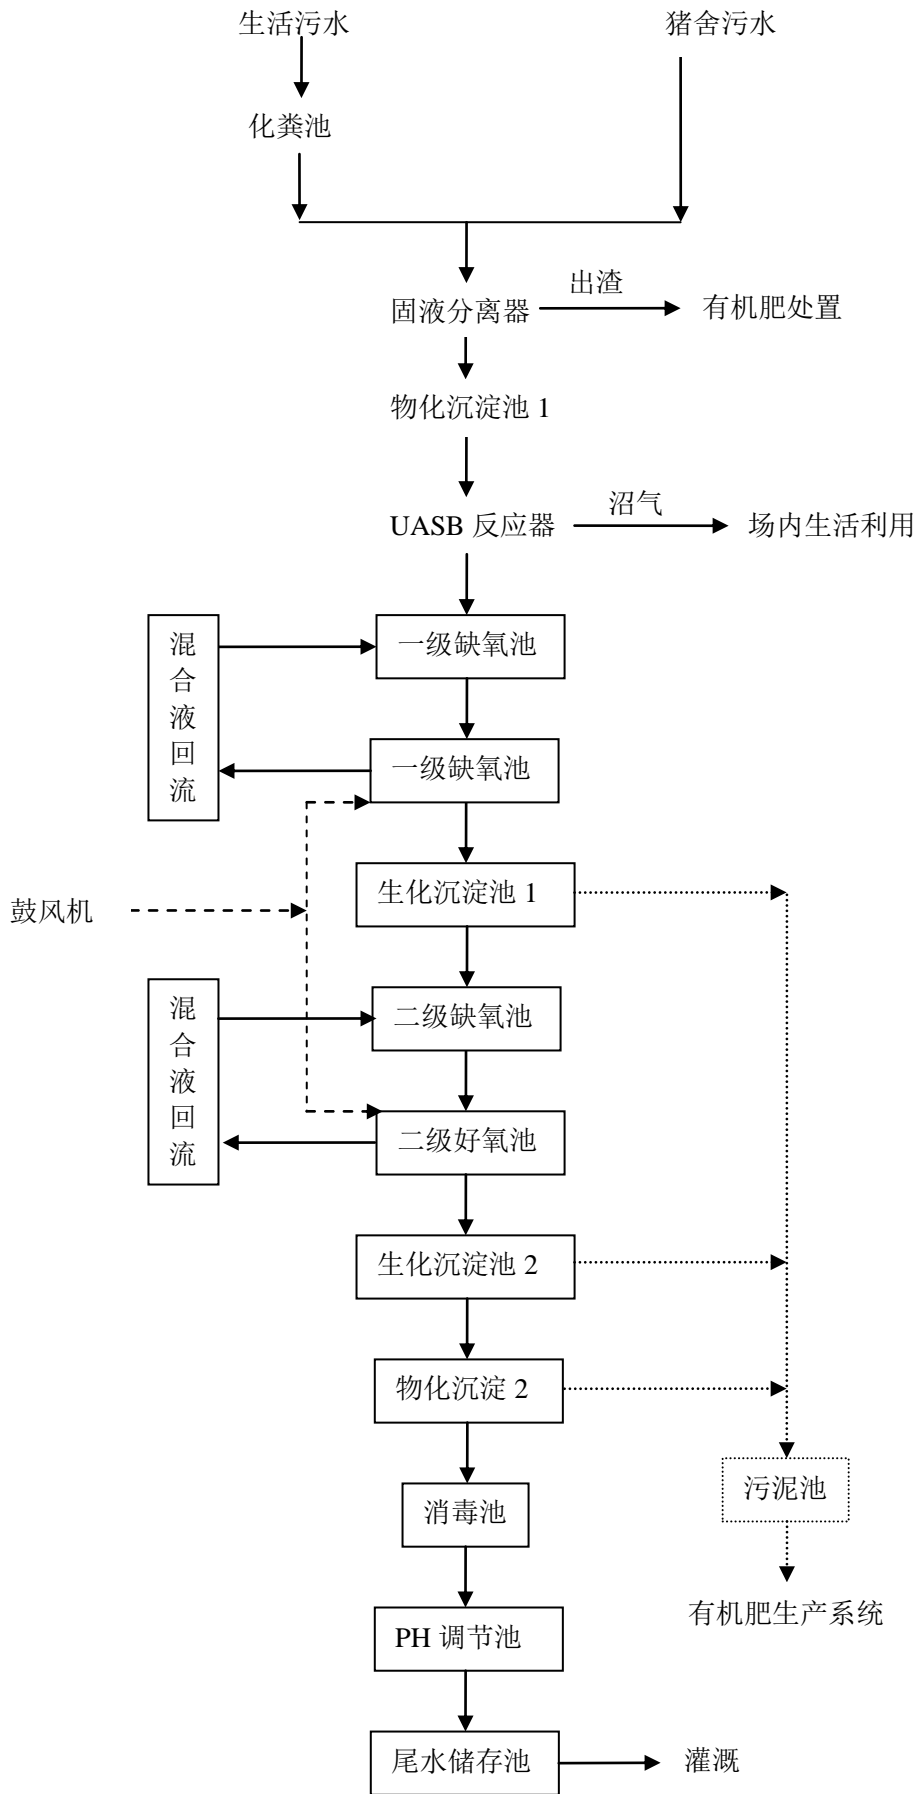 生活污水
猪舍污水
化粪池
出渣
固液分离器
有机肥处置
物化沉淀池 1
沼气
UASB 反应器
场内生活利用
混合液回流
一级缺氧池
一级缺氧池
生化沉淀池 1
鼓风机
混合液回流
二级缺氧池
二级好氧池
生化沉淀池 2
物化沉淀 2
污泥池
消毒池
有机肥生产系统
PH 调节池
尾水储存池
灌溉